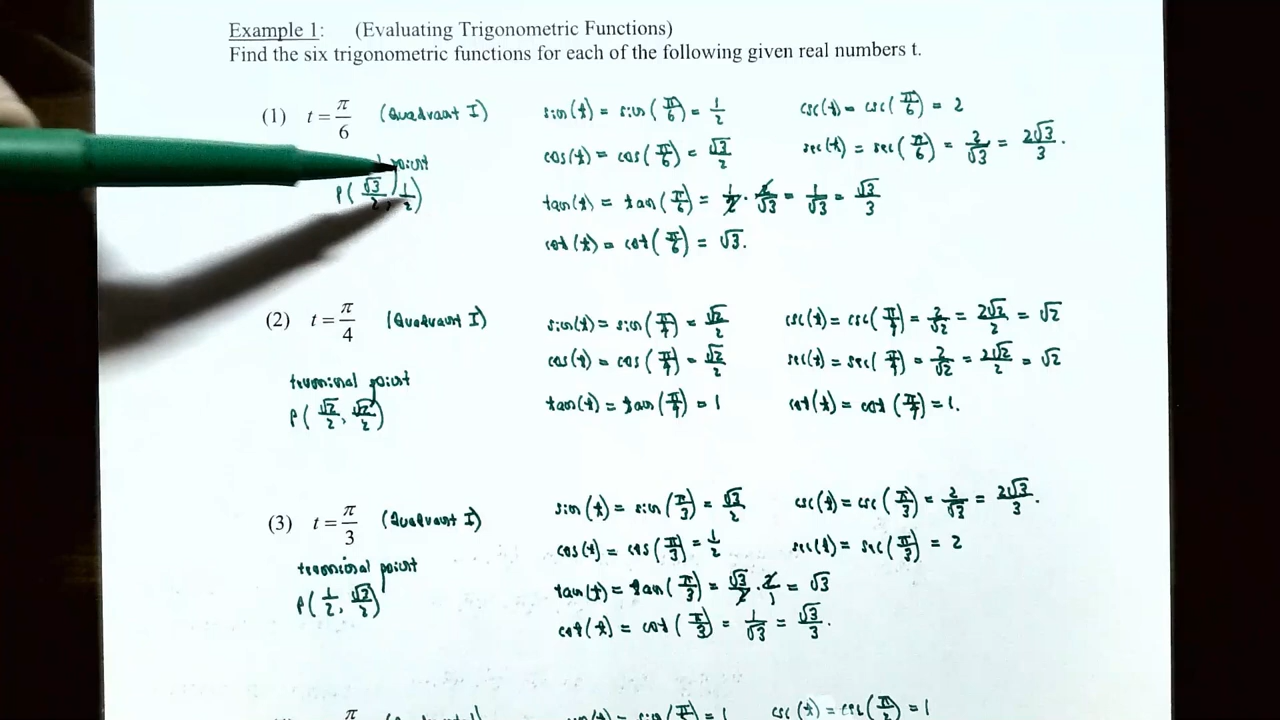 Example 1: (Evaluating Trigonometric Functions)
Find the six trigonometric functions for each of the following given real numbers t.
(1) t = π/6 (Quadrant I)
point
P(√3/2, 1/2)
sin(t) = sin(π/6) = 1/2
cos(t) = cos(π/6) = √3/2
tan(t) = tan(π/6) = 1/2 · 2/√3 = 1/√3 = √3/3
cot(t) = cot(π/6) = √3.
csc(t) = csc(π/6) = 2
sec(t) = sec(π/6) = 2/√3 = 2√3/3.
(2) t = π/4 (Quadrant I)
terminal point
P(√2/2, √2/2)
sin(t) = sin(π/4) = √2/2
cos(t) = cos(π/4) = √2/2
tan(t) = tan(π/4) = 1
csc(t) = csc(π/4) = 2/√2 = 2√2/2 = √2
sec(t) = sec(π/4) = 2/√2 = 2√2/2 = √2
cot(t) = cot(π/4) = 1.
(3) t = π/3 (Quadrant I)
terminal point
P(1/2, /2)
sin(t) = sin(π/3) = √3/2
cos(t) = cos(π/3) = 1/2
tan(t) = tan(π/3) = √3/2 · 2/1 = √3
cot(t) = cot(π/3) = 1/√3 = √3/3.
csc(t) = csc(π/3) = 2/√3 = 2√3/3.
sec(t) = sec(π/3) = 2
π
sin(t) = sin(π/2) = 1
csc(t) = csc(π/2) = 1